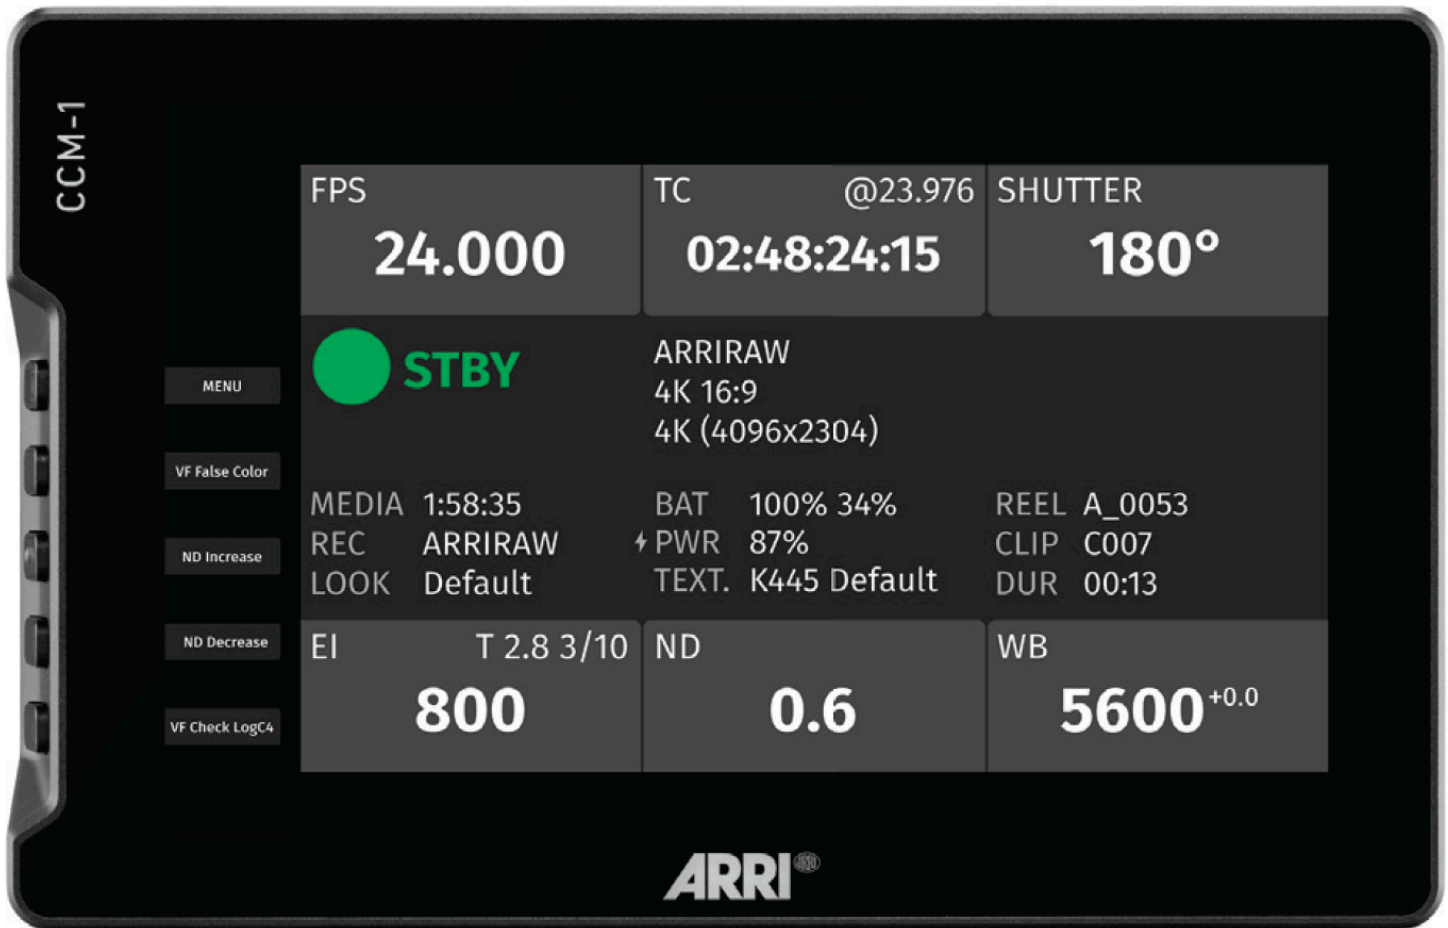 CCM-1
FPS
24.000
TC @23.976
02:48:24:15
SHUTTER
180°
STBY
ARRIRAW
4K 16:9
4K (4096x2304)
MENU
VF False Color
ND Increase
ND Decrease
VF Check LogC4
MEDIA 1:58:35
REC ARRIRAW
LOOK Default
BAT 100% 34%
PWR 87%
TEXT. K445 Default
REEL A_0053
CLIP C007
DUR 00:13
EI T 2.8 3/10
800
ND
0.6
WB
5600+0.0
ARRI